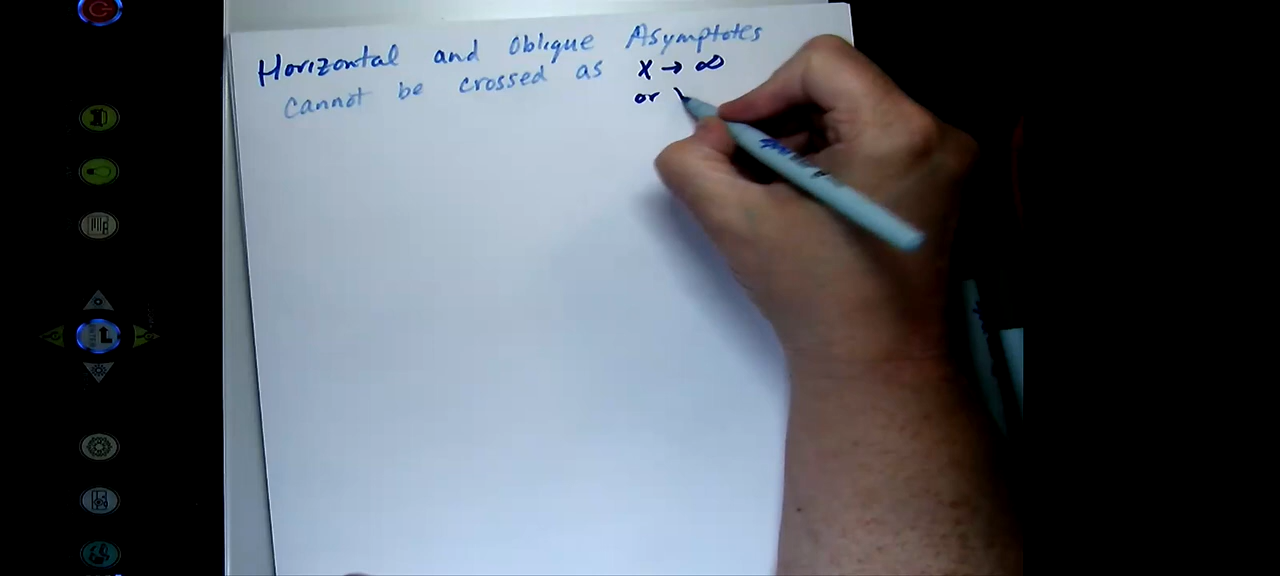 Horizontal and Oblique Asymptotes
cannot be crossed as x → ∞
or